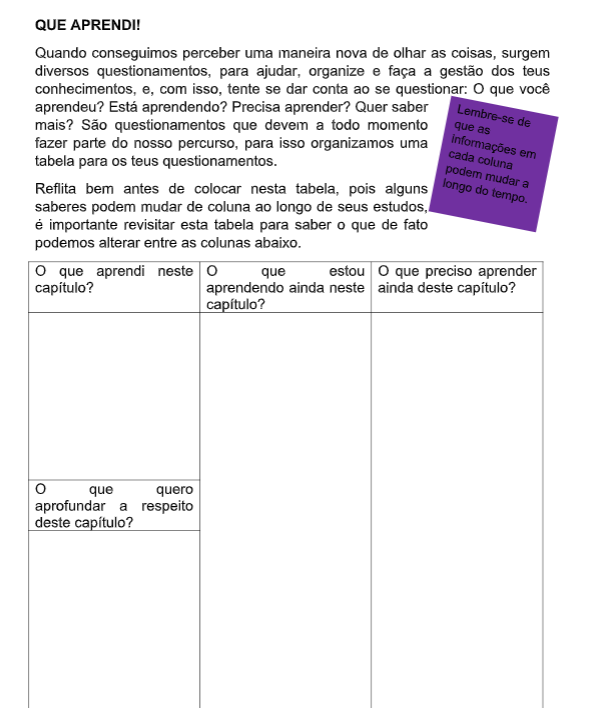 QUE APRENDI!
Quando conseguimos perceber uma maneira nova de olhar as coisas, surgem
diversos questionamentos, para ajudar, organize e faça a gestão dos teus
conhecimentos, e, com isso, tente se dar conta ao se questionar: O que você
aprendeu? Está aprendendo? Precisa aprender? Quer saber
mais? São questionamentos que devem a todo momento
fazer parte do nosso percurso, para isso organizamos uma
tabela para os teus questionamentos.
Lembre-se de
que as
informações em
cada coluna
podem mudar a
longo do tempo.
Reflita bem antes de colocar nesta tabela, pois alguns
saberes podem mudar de coluna ao longo de seus estudos,
é importante revisitar esta tabela para saber o que de fato
podemos alterar entre as colunas abaixo.
O que aprendi neste
capítulo?
O que estou
aprendendo ainda neste
capítulo?
O que preciso aprender
ainda deste capítulo?
O que quero
aprofundar a respeito
deste capítulo?